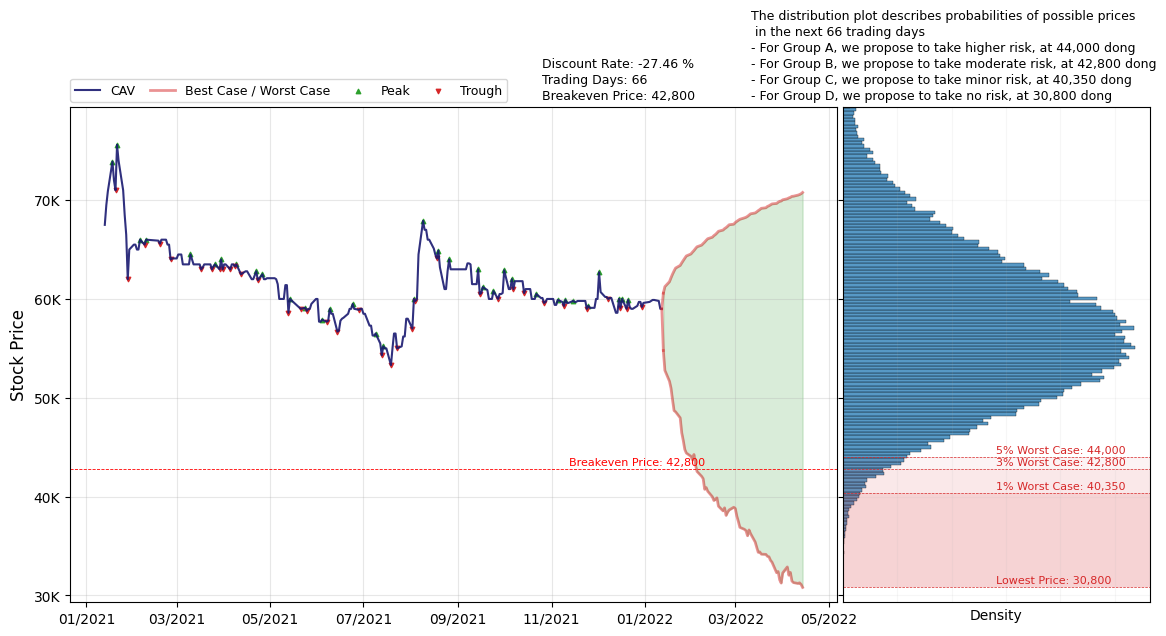 The distribution plot describes probabilities of possible prices
in the next 66 trading days
- For Group A, we propose to take higher risk, at 44,000 dong
- For Group B, we propose to take moderate risk, at 42,800 dong
- For Group C, we propose to take minor risk, at 40,350 dong
- For Group D, we propose to take no risk, at 30,800 dong
Discount Rate: -27.46 %
Trading Days: 66
Breakeven Price: 42,800
CAV Best Case / Worst Case Peak Trough
Stock Price
70K
60K
50K
40K
30K
Breakeven Price: 42,800
5% Worst Case: 44,000
3% Worst Case: 42,800
1% Worst Case: 40,350
Lowest Price: 30,800
01/2021 03/2021 05/2021 07/2021 09/2021 11/2021 01/2022 03/2022 05/2022
Density